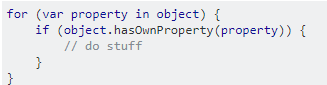 for (var property in object) {
    if (object.hasOwnProperty(property)) {
        // do stuff
    }
}